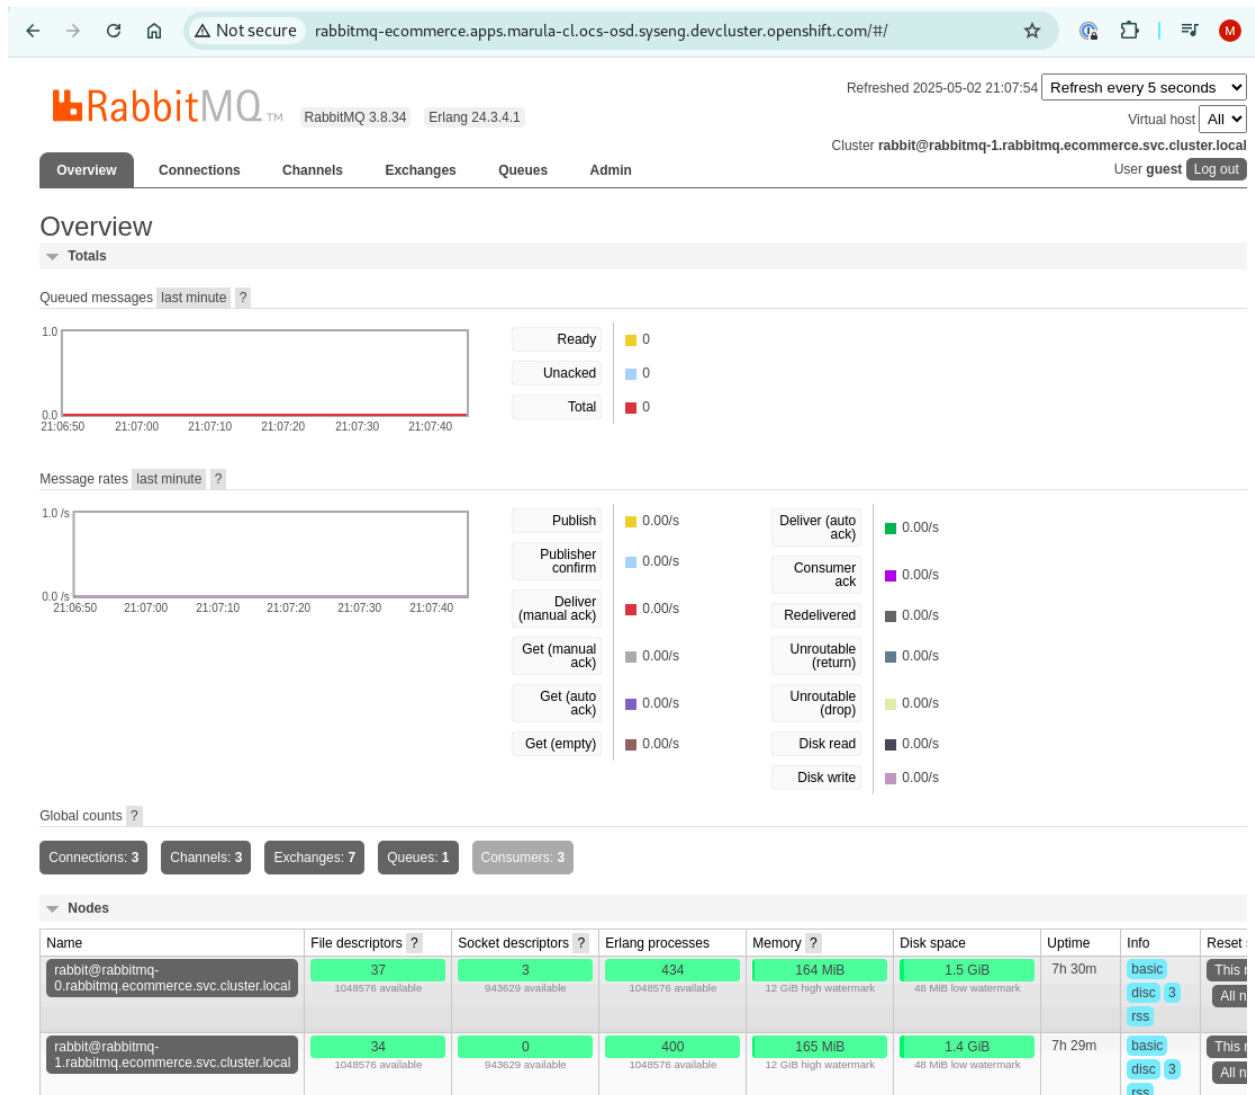 Not secure rabbitmq-ecommerce.apps.marula-cl.ocs-osd.syseng.devcluster.openshift.com/#/
M
RabbitMQ TM
RabbitMQ 3.8.34 Erlang 24.3.4.1
Refreshed 2025-05-02 21:07:54 Refresh every 5 seconds
Virtual host All
Cluster rabbit@rabbitmq-1.rabbitmq.ecommerce.svc.cluster.local
User guest Log out
Overview Connections Channels Exchanges Queues Admin
Overview
Totals
Queued messages last minute ?
1.0
0.0
21:06:50 21:07:00 21:07:10 21:07:20 21:07:30 21:07:40
Ready 0
Unacked 0
Total 0
Message rates last minute ?
1.0 /s
0.0 /s
21:06:50 21:07:00 21:07:10 21:07:20 21:07:30 21:07:40
Publish 0.00/s
Publisher
confirm 0.00/s
Deliver
(manual ack) 0.00/s
Get (manual
ack) 0.00/s
Get (auto
ack) 0.00/s
Get (empty) 0.00/s
Deliver (auto
ack) 0.00/s
Consumer
ack 0.00/s
Redelivered 0.00/s
Unroutable
(return) 0.00/s
Unroutable
(drop) 0.00/s
Disk read 0.00/s
Disk write 0.00/s
Global counts ?
Connections: 3 Channels: 3 Exchanges: 7 Queues: 1 Consumers: 3
Nodes
Name File descriptors ? Socket descriptors ? Erlang processes Memory ? Disk space Uptime Info Reset
rabbit@rabbitmq-
0.rabbitmq.ecommerce.svc.cluster.local
37
1048576 available
3
943629 available
434
1048576 available
164 MiB
12 GiB high watermark
1.5 GiB
48 MiB low watermark
7h 30m
basic
disc 3
rss
This
All
rabbit@rabbitmq-
1.rabbitmq.ecommerce.svc.cluster.local
34
1048576 available
0
943629 available
400
1048576 available
165 MiB
12 GiB high watermark
1.4 GiB
48 MiB low watermark
7h 29m
basic
disc 3
rss
This
All